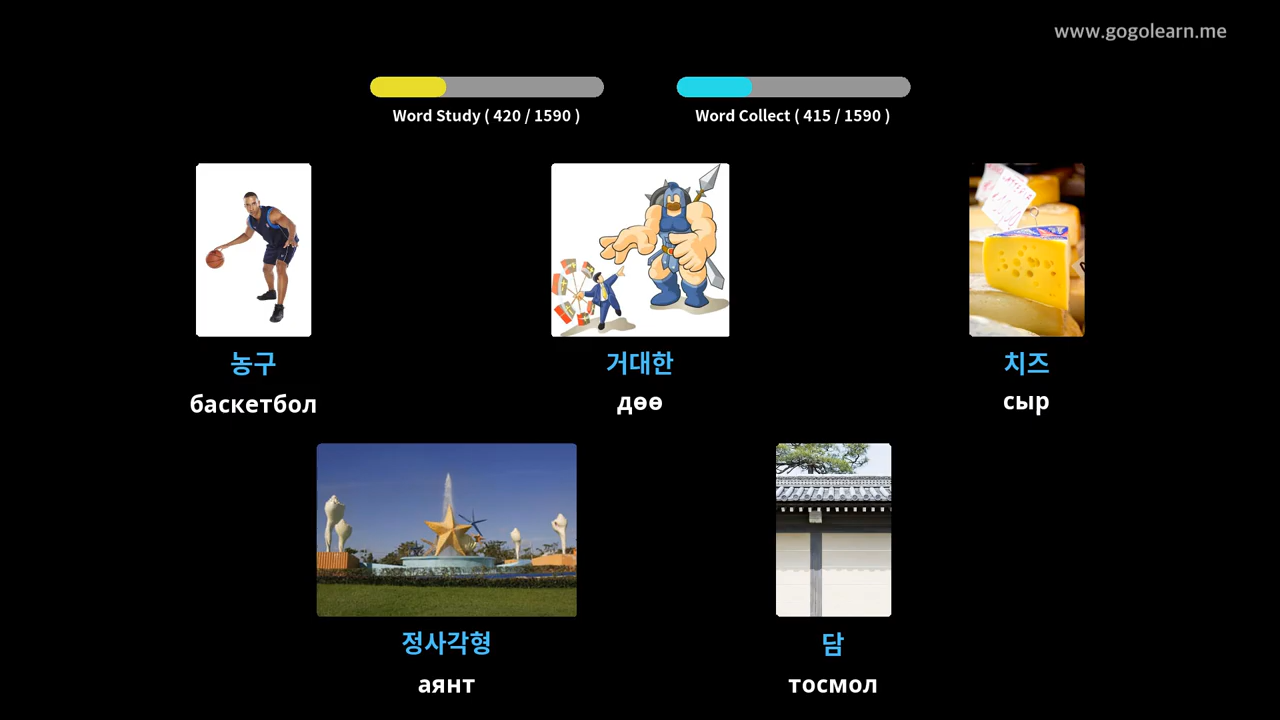 www.gogolearn.me
Word Study ( 420 / 1590 )
Word Collect ( 415 / 1590 )
농구
баскетбол
거대한
дөө
치즈
сыр
정사각형
аянт
담
тосмол